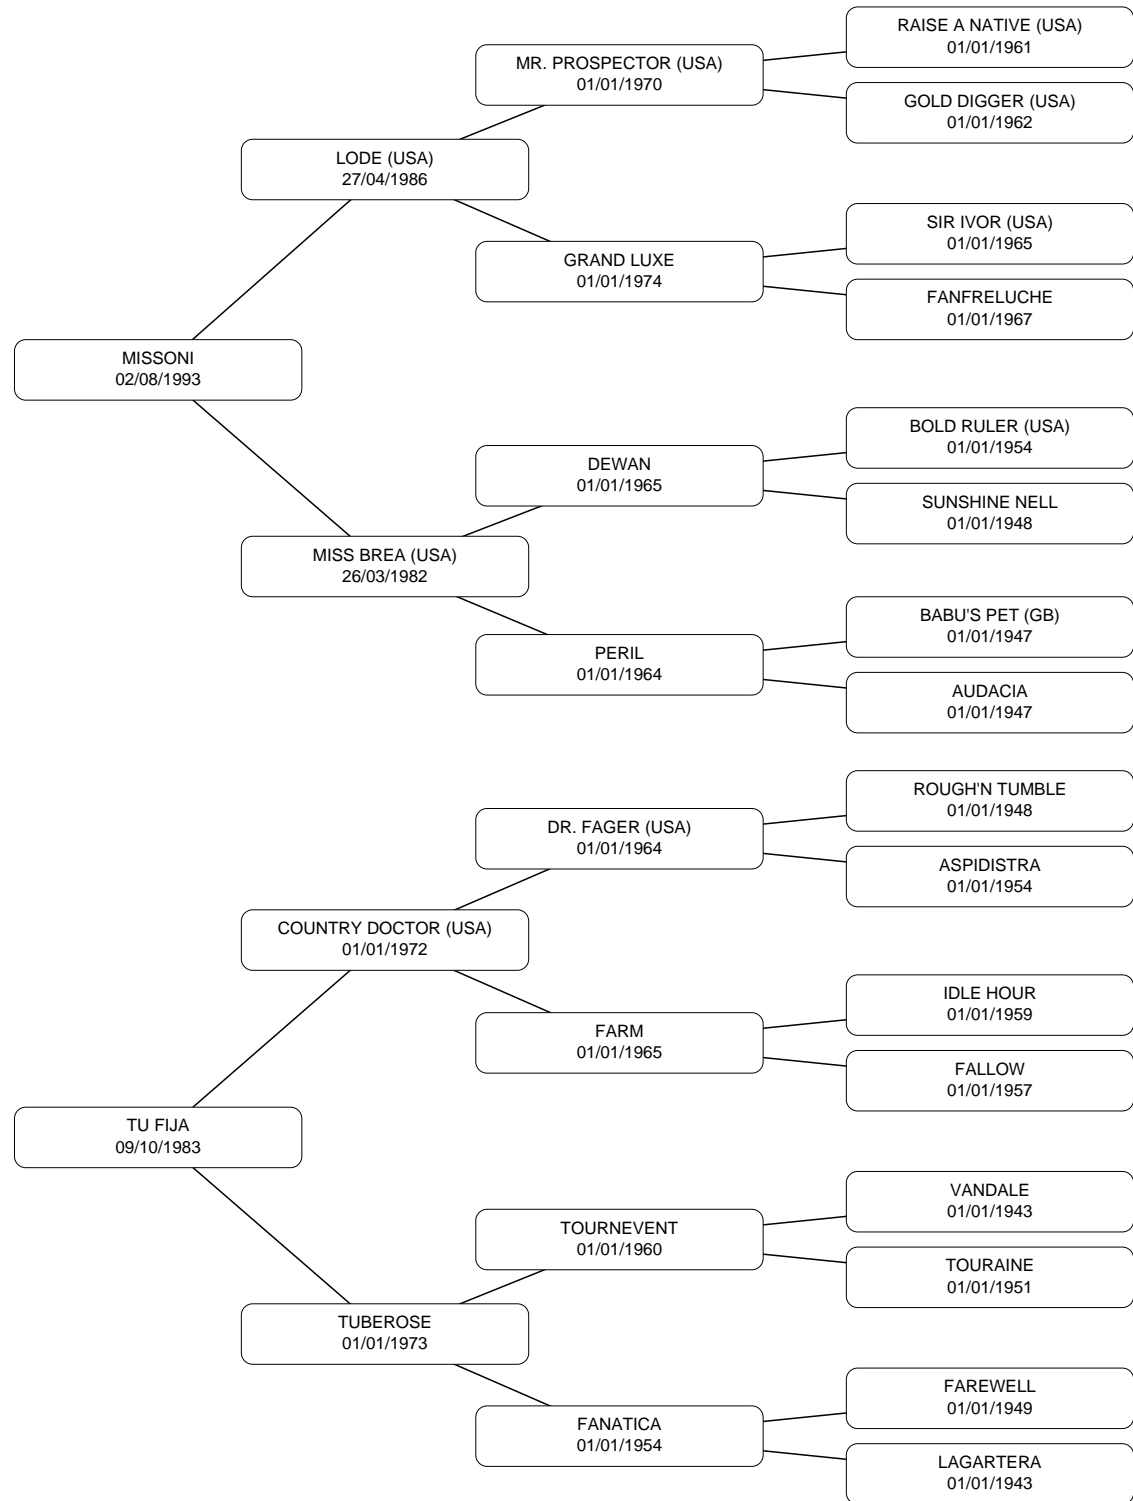 RAISE A NATIVE (USA)
01/01/1961
MR. PROSPECTOR (USA)
01/01/1970
GOLD DIGGER (USA)
01/01/1962
LODE (USA)
27/04/1986
SIR IVOR (USA)
01/01/1965
GRAND LUXE
01/01/1974
FANFRELUCHE
01/01/1967
MISSONI
02/08/1993
BOLD RULER (USA)
01/01/1954
DEWAN
01/01/1965
SUNSHINE NELL
01/01/1948
MISS BREA (USA)
26/03/1982
BABU'S PET (GB)
01/01/1947
PERIL
01/01/1964
AUDACIA
01/01/1947
ROUGH'N TUMBLE
01/01/1948
DR. FAGER (USA)
01/01/1964
ASPIDISTRA
01/01/1954
COUNTRY DOCTOR (USA)
01/01/1972
IDLE HOUR
01/01/1959
FARM
01/01/1965
FALLOW
01/01/1957
TU FIJA
09/10/1983
VANDALE
01/01/1943
TOURNEVENT
01/01/1960
TOURAINE
01/01/1951
TUBEROSE
01/01/1973
FAREWELL
01/01/1949
FANATICA
01/01/1954
LAGARTERA
01/01/1943